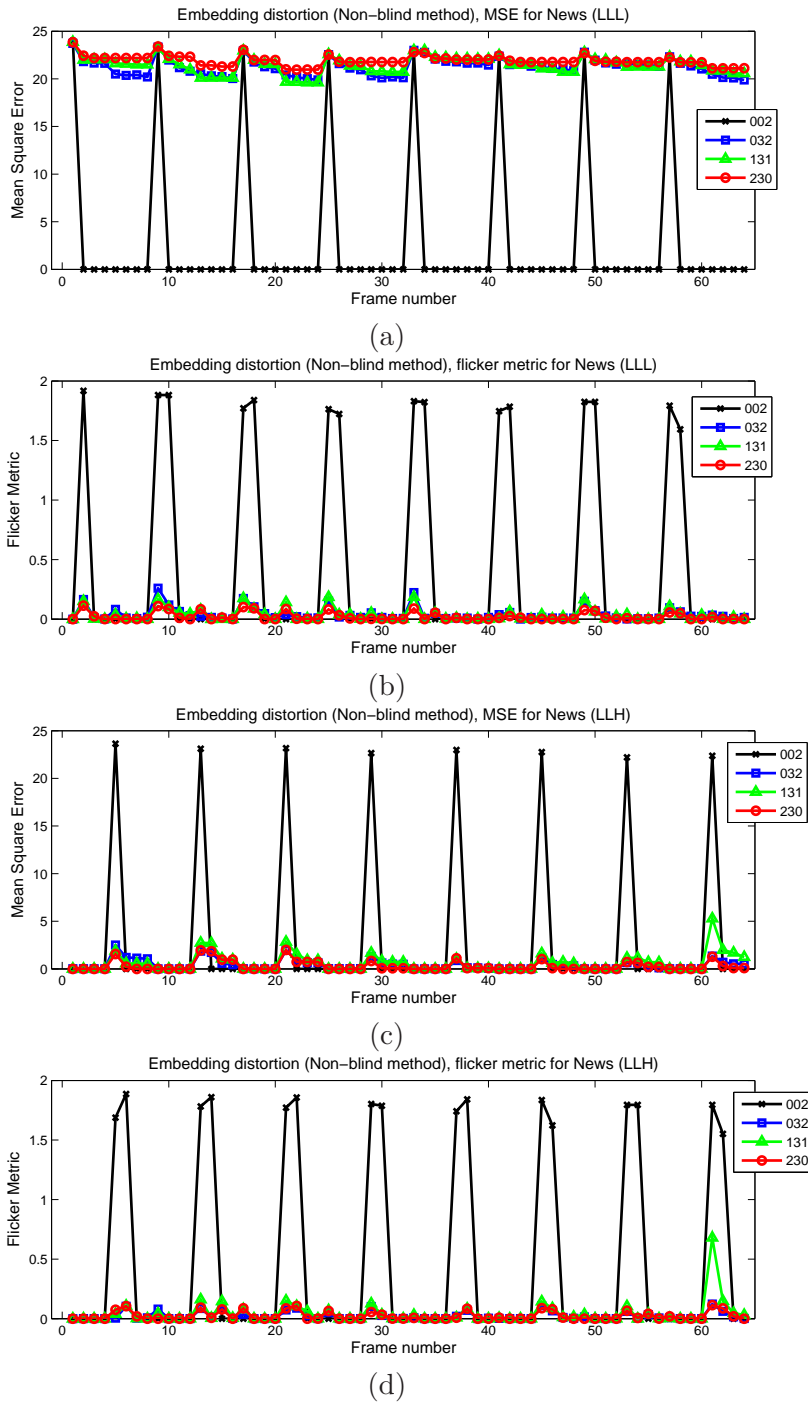 Embedding distortion (Non-blind method), MSE for News (LLL)
25
20
15
10
5
0
Mean Square Error
002
032
131
230
0 10 20 30 40 50 60
Frame number
(a)
Embedding distortion (Non-blind method), flicker metric for News (LLL)
2
1.5
1
0.5
0
Flicker Metric
002
032
131
230
0 10 20 30 40 50 60
Frame number
(b)
Embedding distortion (Non-blind method), MSE for News (LLH)
25
20
15
10
5
0
Mean Square Error
002
032
131
230
0 10 20 30 40 50 60
Frame number
(c)
Embedding distortion (Non-blind method), flicker metric for News (LLH)
2
1.5
1
0.5
0
Flicker Metric
002
032
131
230
0 10 20 30 40 50 60
Frame number
(d)